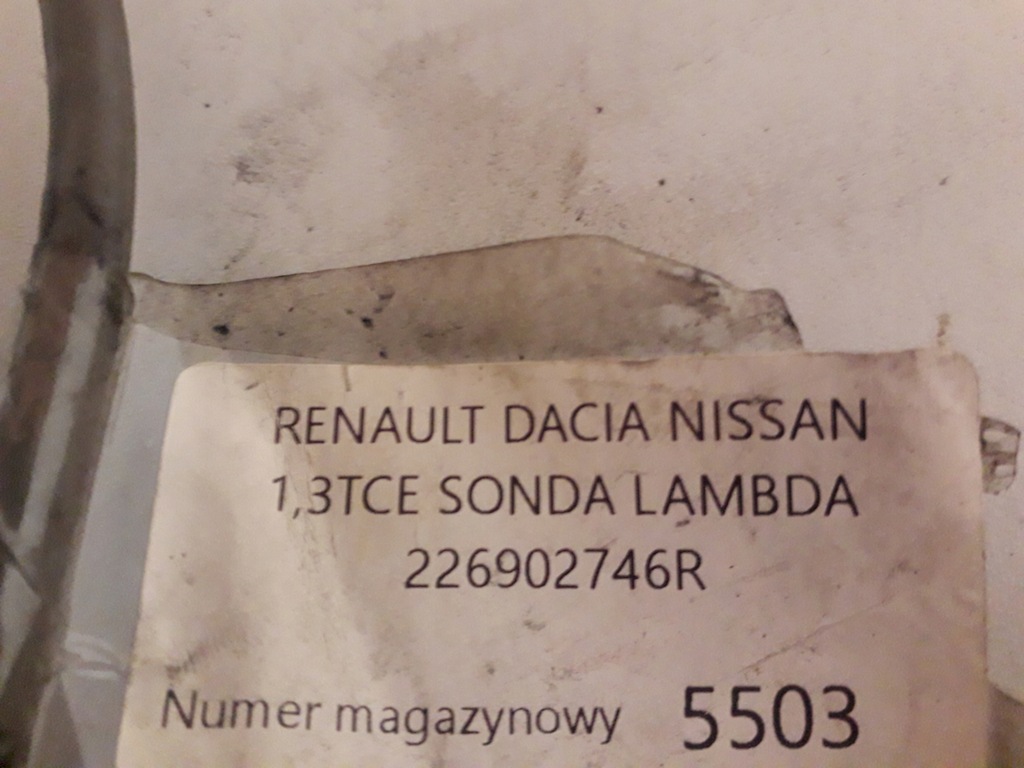 RENAULT DACIA NISSAN
1,3TCE SONDA LAMBDA
226902746R
Numer magazynowy 5503